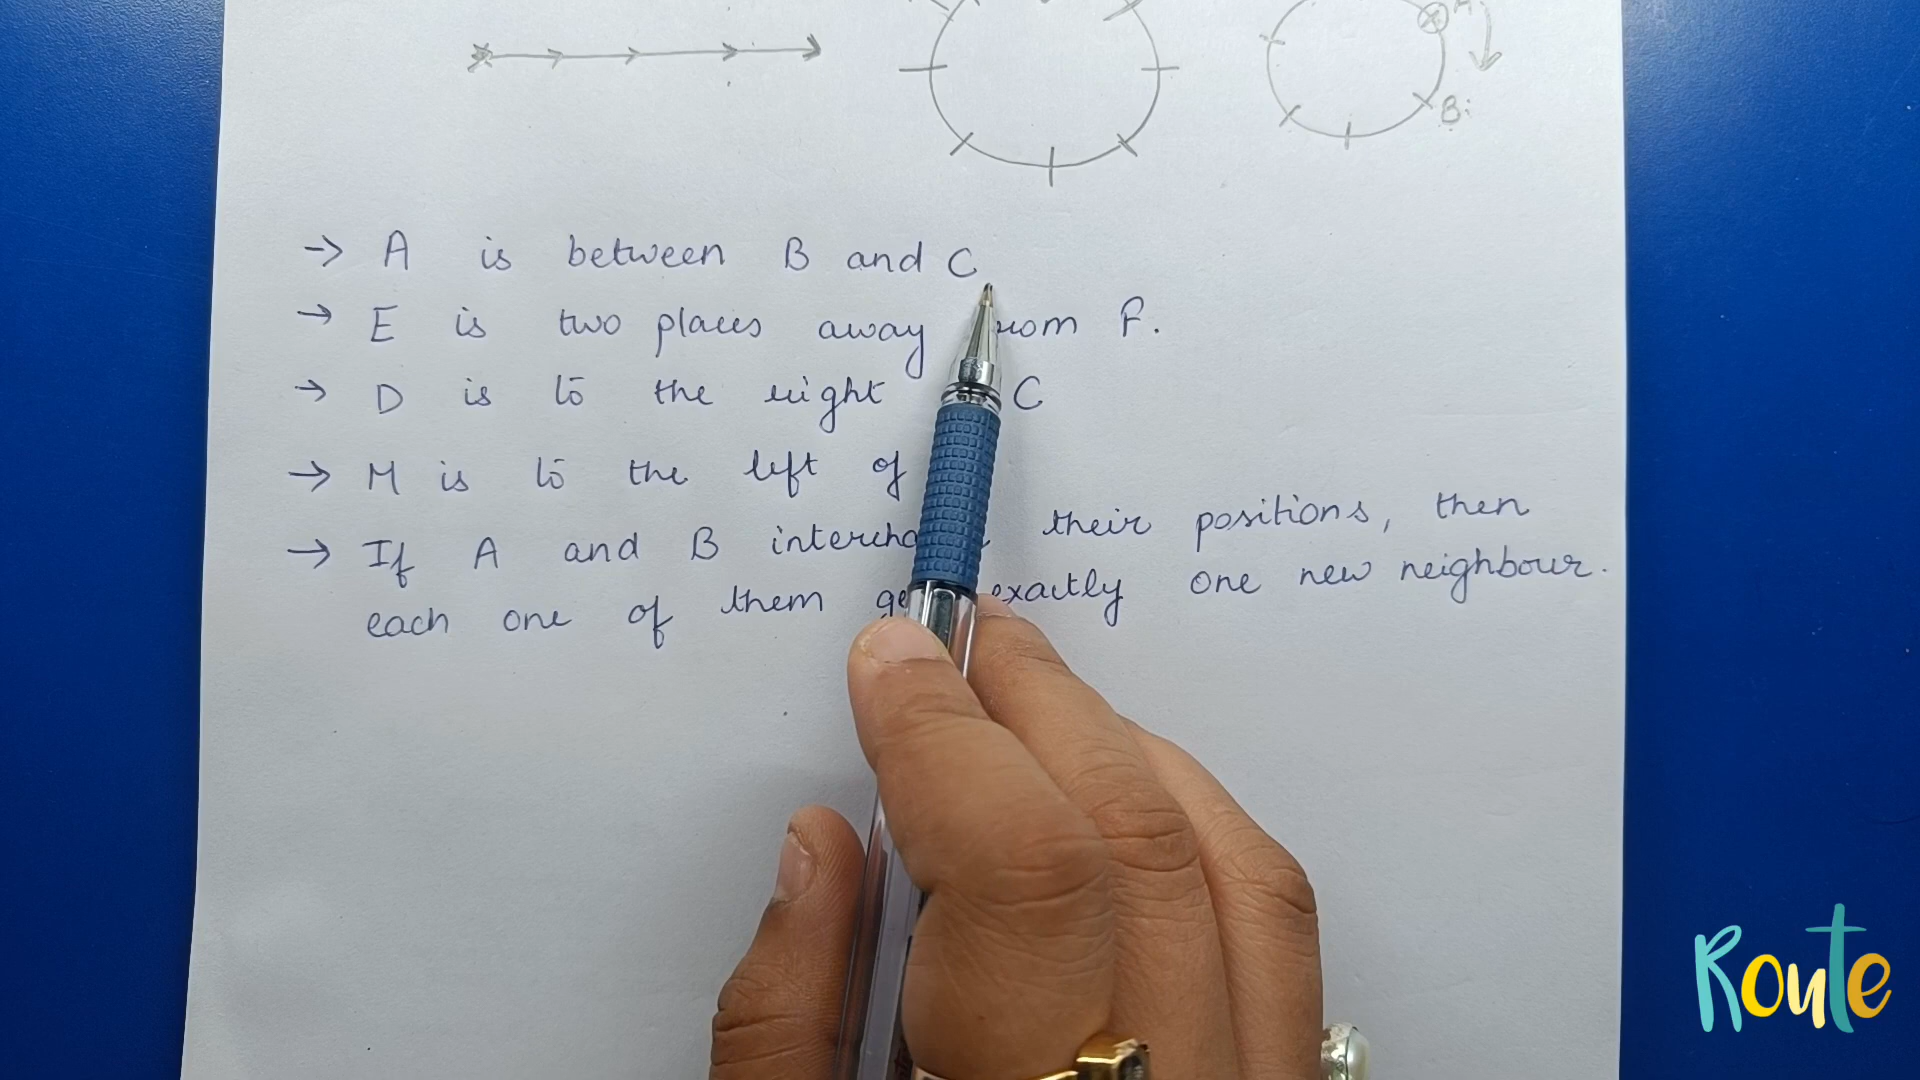 A
B
→ A is between B and C
→ E is two places away from F.
→ D is to the right C
→ M is to the left of
→ If A and B their positions, then
each one of them exactly one new neighbour.
Route